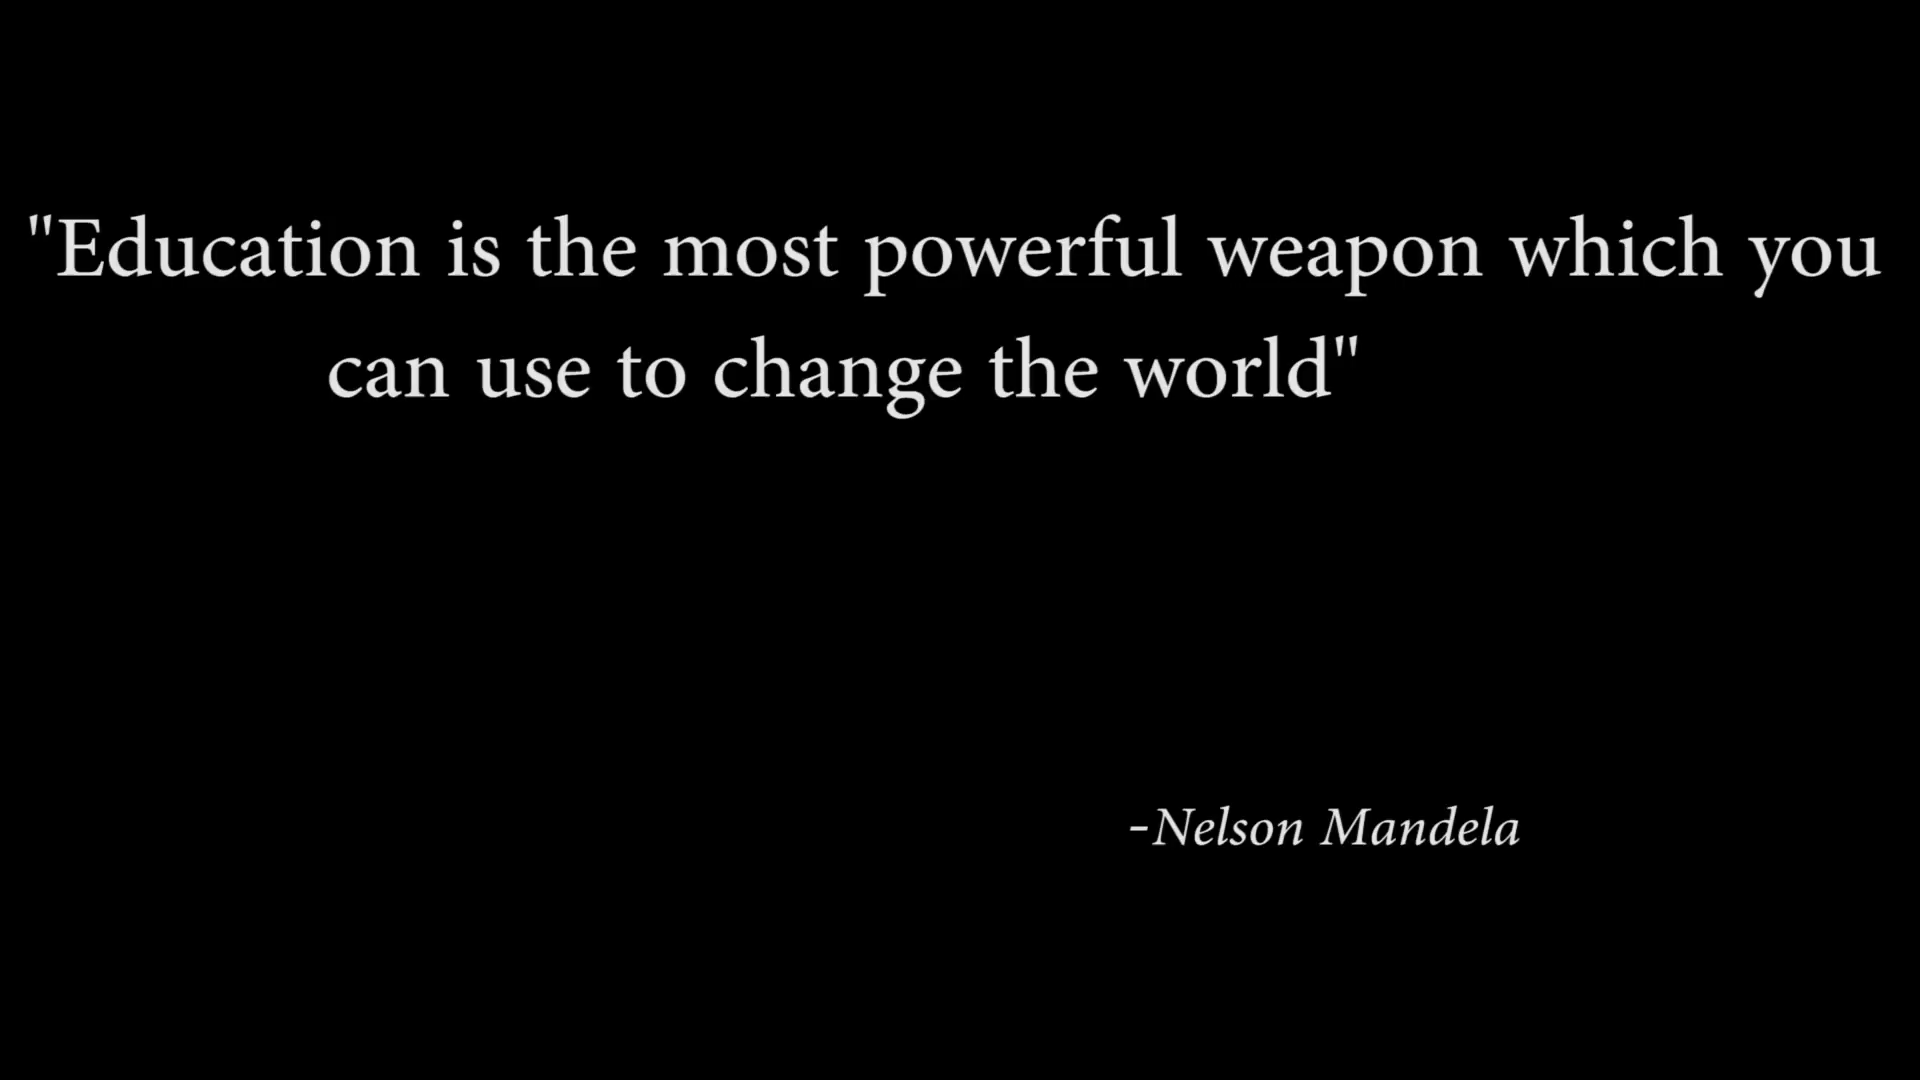 "Education is the most powerful weapon which you
can use to change the world"
-Nelson Mandela